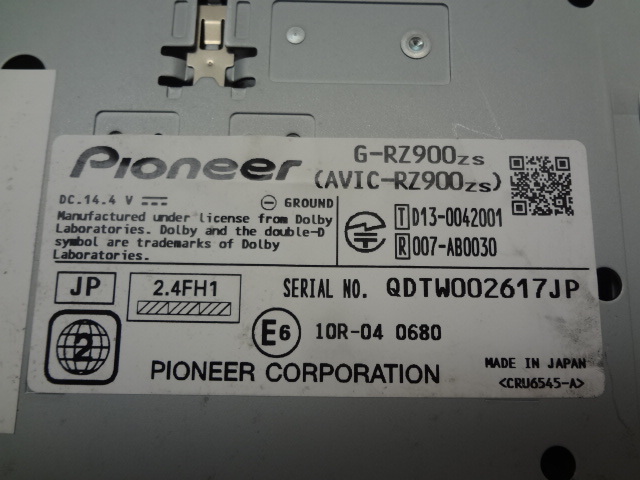 Pioneer
G-RZ900zs
(AVIC-RZ900zs)
DC.14.4 V
GROUND
Manufactured under license from Dolby
Laboratories. Dolby and the double-D
symbol are trademarks of Dolby
Laboratories.
T D13-0042001
R 007-AB0030
JP
2.4FH1
SERIAL NO. QDTW002617JP
2
E6 10R-04 0680
PIONEER CORPORATION
MADE IN JAPAN
<CRU6545-A>